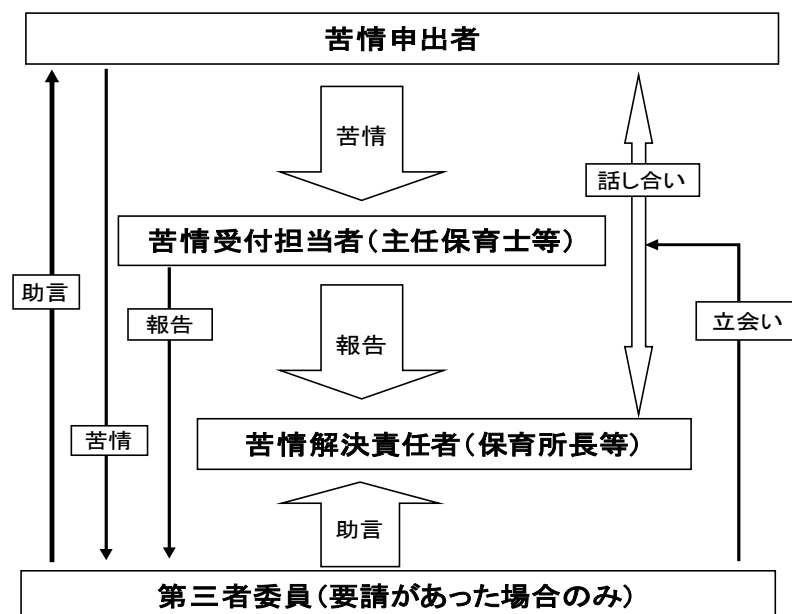 苦情申出者
苦情
話し合い
苦情受付担当者（主任保育士等）
助言
報告
報告
立会い
苦情
苦情解決責任者（保育所長等）
助言
第三者委員（要請があった場合のみ）